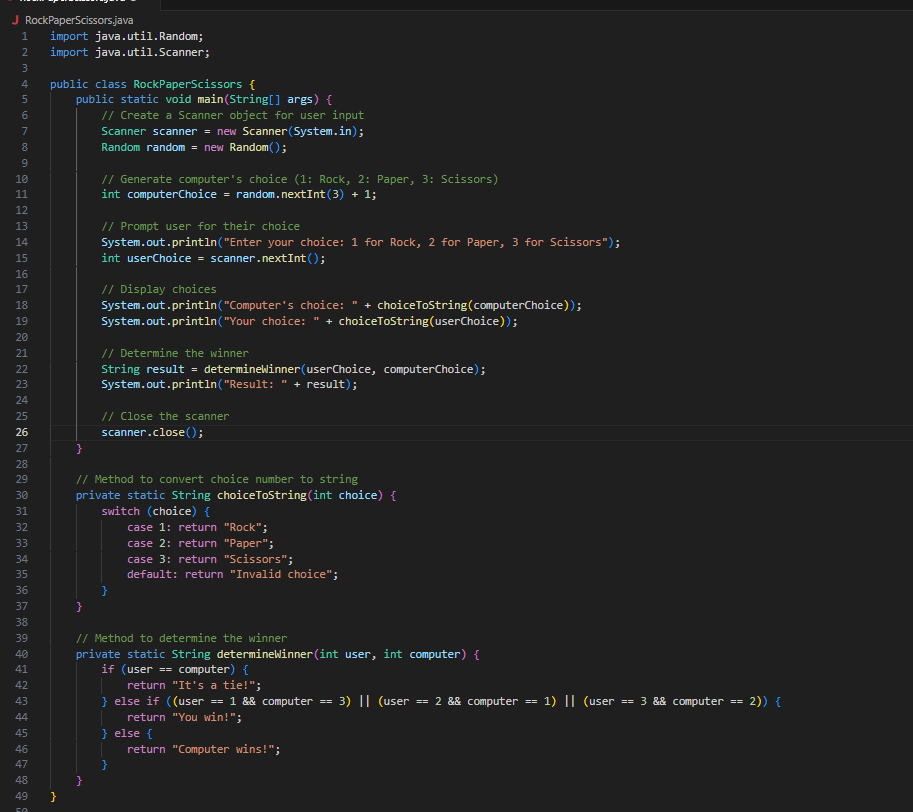 RockPaperScissors.java
J RockPaperScissors.java
1 import java.util.Random;
2 import java.util.Scanner;
3
4 public class RockPaperScissors {
5     public static void main(String[] args) {
6         // Create a Scanner object for user input
7         Scanner scanner = new Scanner(System.in);
8         Random random = new Random();
9
10         // Generate computer's choice (1: Rock, 2: Paper, 3: Scissors)
11         int computerChoice = random.nextInt(3) + 1;
12
13         // Prompt user for their choice
14         System.out.println("Enter your choice: 1 for Rock, 2 for Paper, 3 for Scissors");
15         int userChoice = scanner.nextInt();
16
17         // Display choices
18         System.out.println("Computer's choice: " + choiceToString(computerChoice));
19         System.out.println("Your choice: " + choiceToString(userChoice));
20
21         // Determine the winner
22         String result = determineWinner(userChoice, computerChoice);
23         System.out.println("Result: " + result);
24
25         // Close the scanner
26         scanner.close();
27     }
28
29     // Method to convert choice number to string
30     private static String choiceToString(int choice) {
31         switch (choice) {
32             case 1: return "Rock";
33             case 2: return "Paper";
34             case 3: return "Scissors";
35             default: return "Invalid choice";
36         }
37     }
38
39     // Method to determine the winner
40     private static String determineWinner(int user, int computer) {
41         if (user == computer) {
42             return "It's a tie!";
43         } else if ((user == 1 && computer == 3) || (user == 2 && computer == 1) || (user == 3 && computer == 2)) {
44             return "You win!";
45         } else {
46             return "Computer wins!";
47         }
48     }
49 }
50